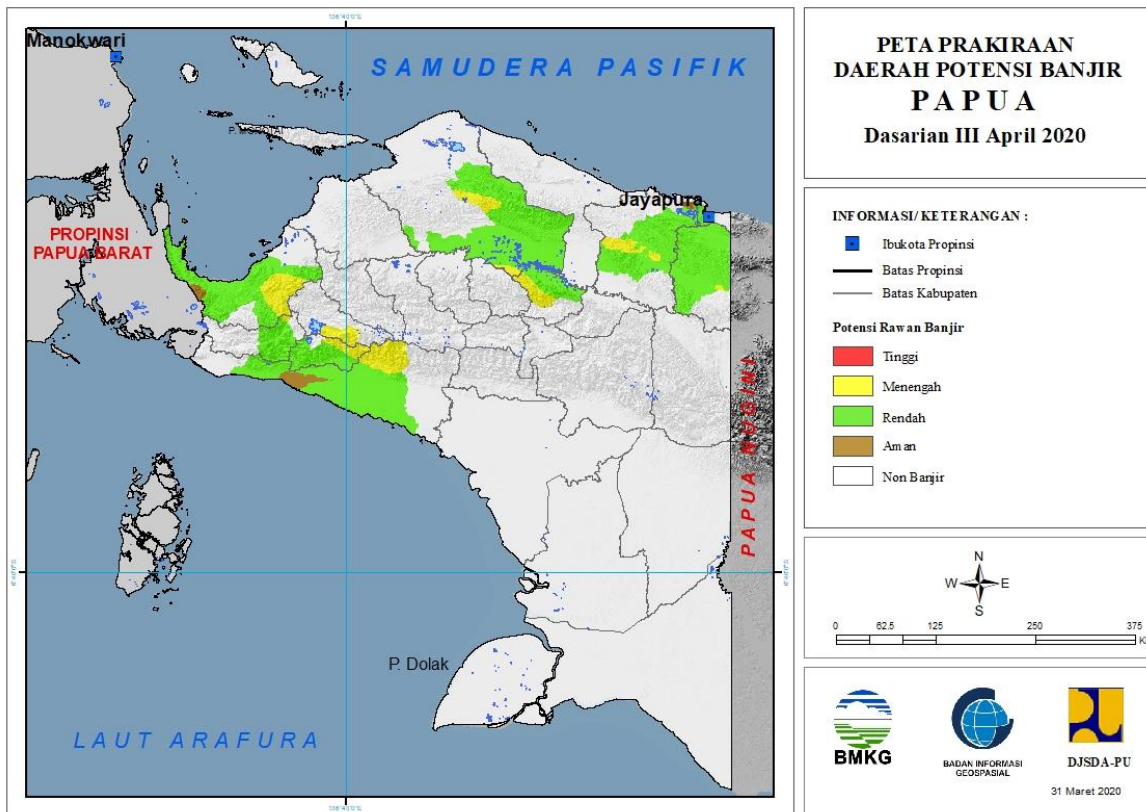 Manokwari
SAMUDERA PASIFIK
Jayapura
PROPINSI
PAPUA BARAT
PAPUA NUGINI
P. Dolak
LAUT ARAFURA
PETA PRAKIRAAN
DAERAH POTENSI BANJIR
PAPUA
Dasarian III April 2020
INFORMASI/ KETERANGAN :
Ibukota Propinsi
Batas Propinsi
Batas Kabupaten
Potensi Rawan Banjir
Tinggi
Menengah
Rendah
Aman
Non Banjir
N
W E
S
0 62.5 125 250 375
BMKG
BADAN INFORMASI
GEOSPASIAL
DJSDA-PU
31 Maret 2020